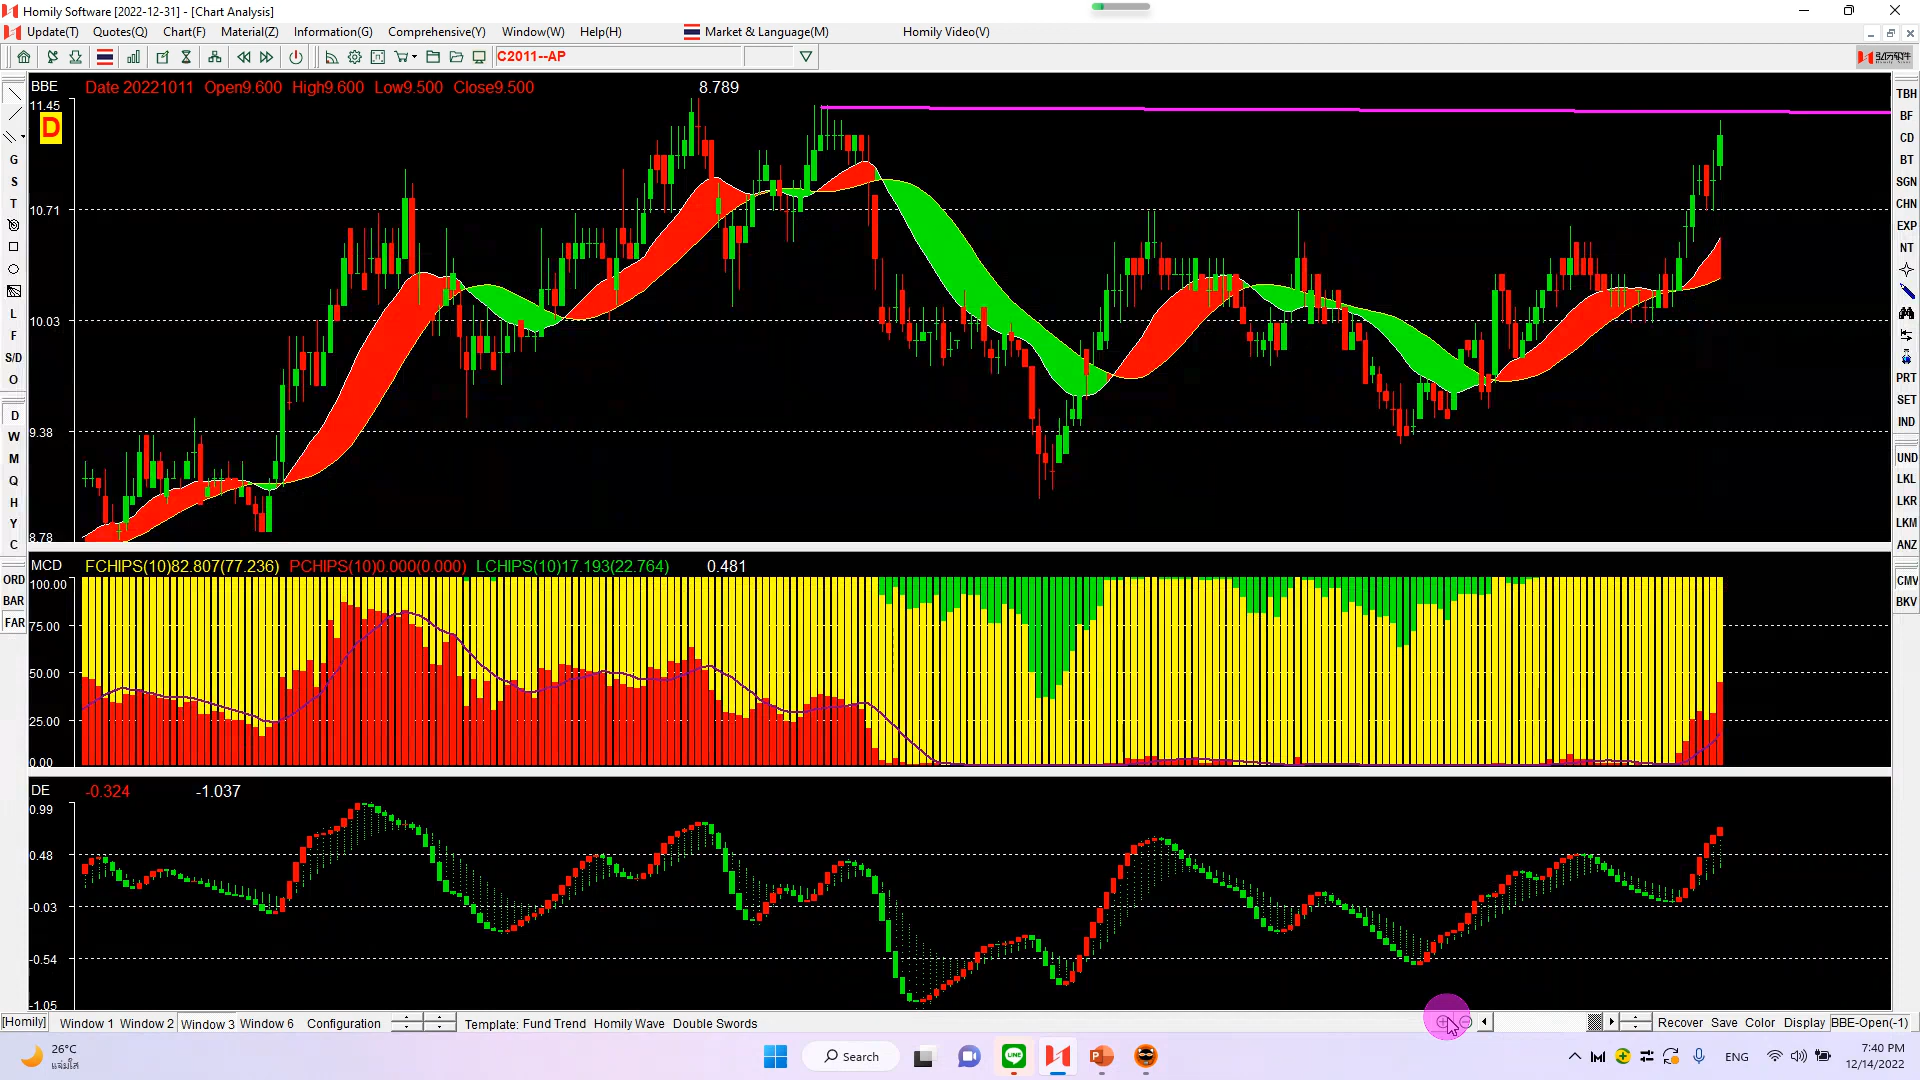 Homily Software [2022-12-31] - [Chart Analysis]
Update(T) Quotes(Q) Chart(F) Material(Z) Information(G) Comprehensive(Y) Window(W) Help(H) Market & Language(M) Homily Video(V)
C2011--AP
BBE Date 20221011 Open9.600 High9.600 Low9.500 Close9.500 8.789
11.45
D
10.71
10.03
9.38
8.78
MCD FCHIPS(10)82.807(77.236) PCHIPS(10)0.000(0.000) LCHIPS(10)17.193(22.764) 0.481
100.00
75.00
50.00
25.00
0.00
DE -0.324 -1.037
0.99
0.48
-0.03
-0.54
-1.05
G
S
T
L
F
S/D
O
D
W
M
Q
H
Y
C
ORD
BAR
FAR
TBH
BF
CD
BT
SGN
CHN
EXP
NT
PRT
SET
IND
UND
LKL
LKR
LKM
ANZ
CMV
BKV
[Homily] Window 1 Window 2 Window 3 Window 6 Configuration Template: Fund Trend Homily Wave Double Swords Recover Save Color Display BBE-Open(-1)
26°C
แจ่มใส
Search
ENG
7:40 PM
12/14/2022